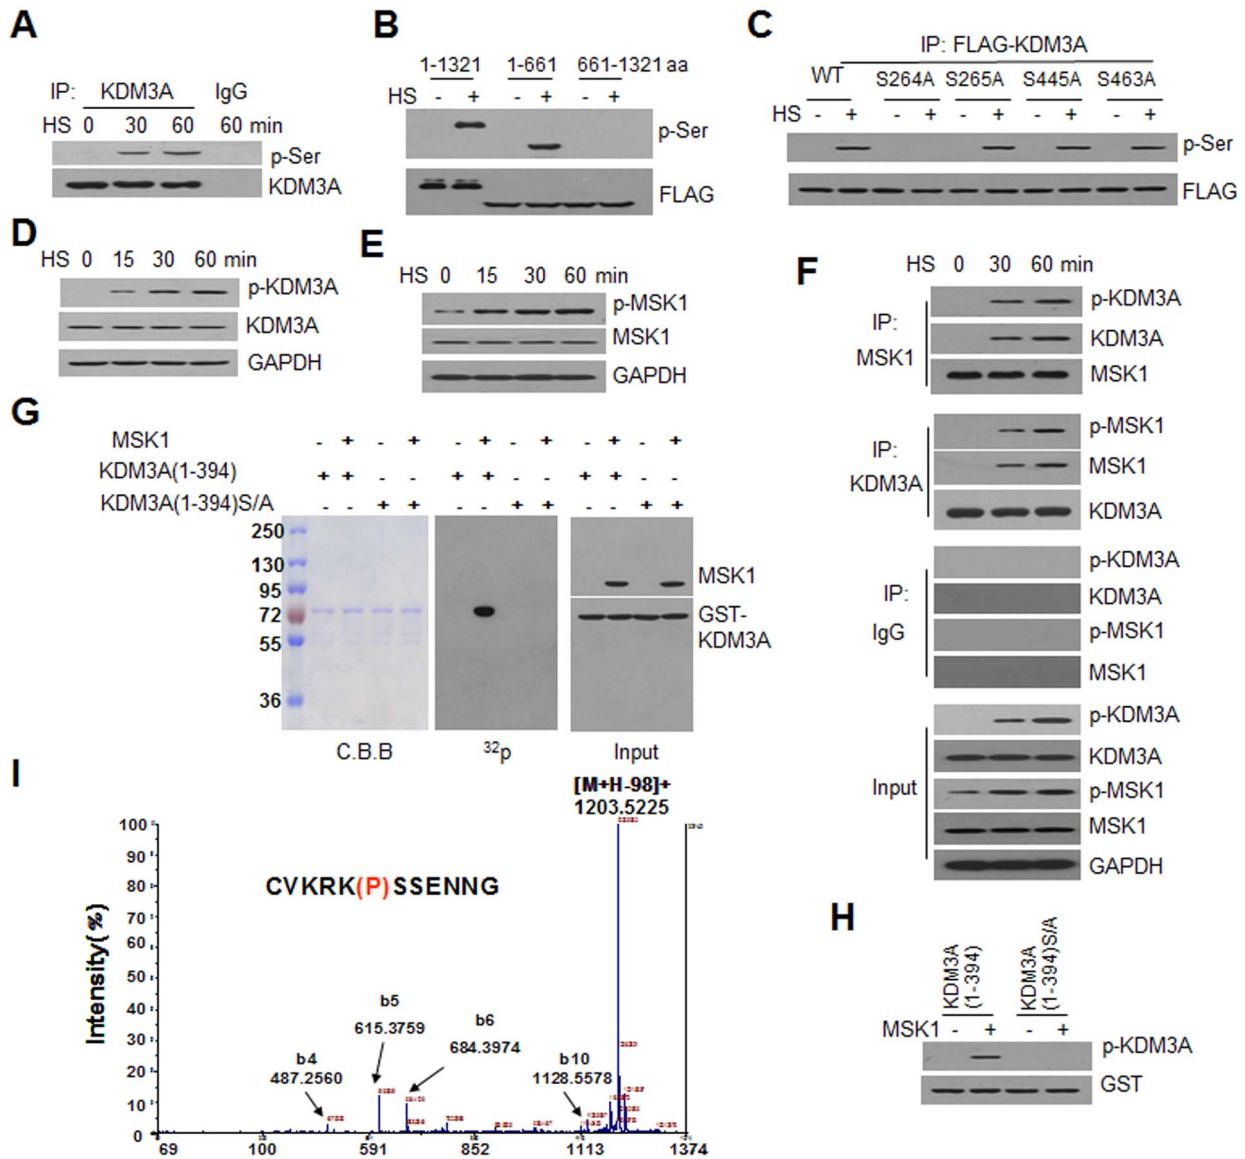 A
IP: KDM3A IgG
HS 0 30 60 60 min
p-Ser
KDM3A
B
1-1321 1-661 661-1321 aa
HS - + - + - +
p-Ser
FLAG
C
IP: FLAG-KDM3A
WT S264A S265A S445A S463A
HS - + - + - + - + - +
p-Ser
FLAG
D
HS 0 15 30 60 min
p-KDM3A
KDM3A
GAPDH
E
HS 0 15 30 60 min
p-MSK1
MSK1
GAPDH
F
HS 0 30 60 min
IP: MSK1
p-KDM3A
KDM3A
MSK1
IP: KDM3A
p-MSK1
MSK1
KDM3A
IP: IgG
p-KDM3A
KDM3A
p-MSK1
MSK1
Input
p-KDM3A
KDM3A
p-MSK1
MSK1
GAPDH
G
MSK1 - + - + - + - + - + - +
KDM3A(1-394) + + - - + + - - + + - -
KDM3A(1-394)S/A - - + + - - + + - - + +
250
130
95
72
55
36
MSK1
GST-
KDM3A
C.B.B 32p Input
H
KDM3A (1-394) KDM3A (1-394)S/A
MSK1 - + - +
p-KDM3A
GST
I
[M+H-98]+
1203.5225
CVKRK(P)SSENNG
Intensity(%)
100
90
80
70
60
50
40
30
20
10
0
b4
487.2560
b5
615.3759
b6
684.3974
b10
1128.5578
69 100 591 852 1113 1374